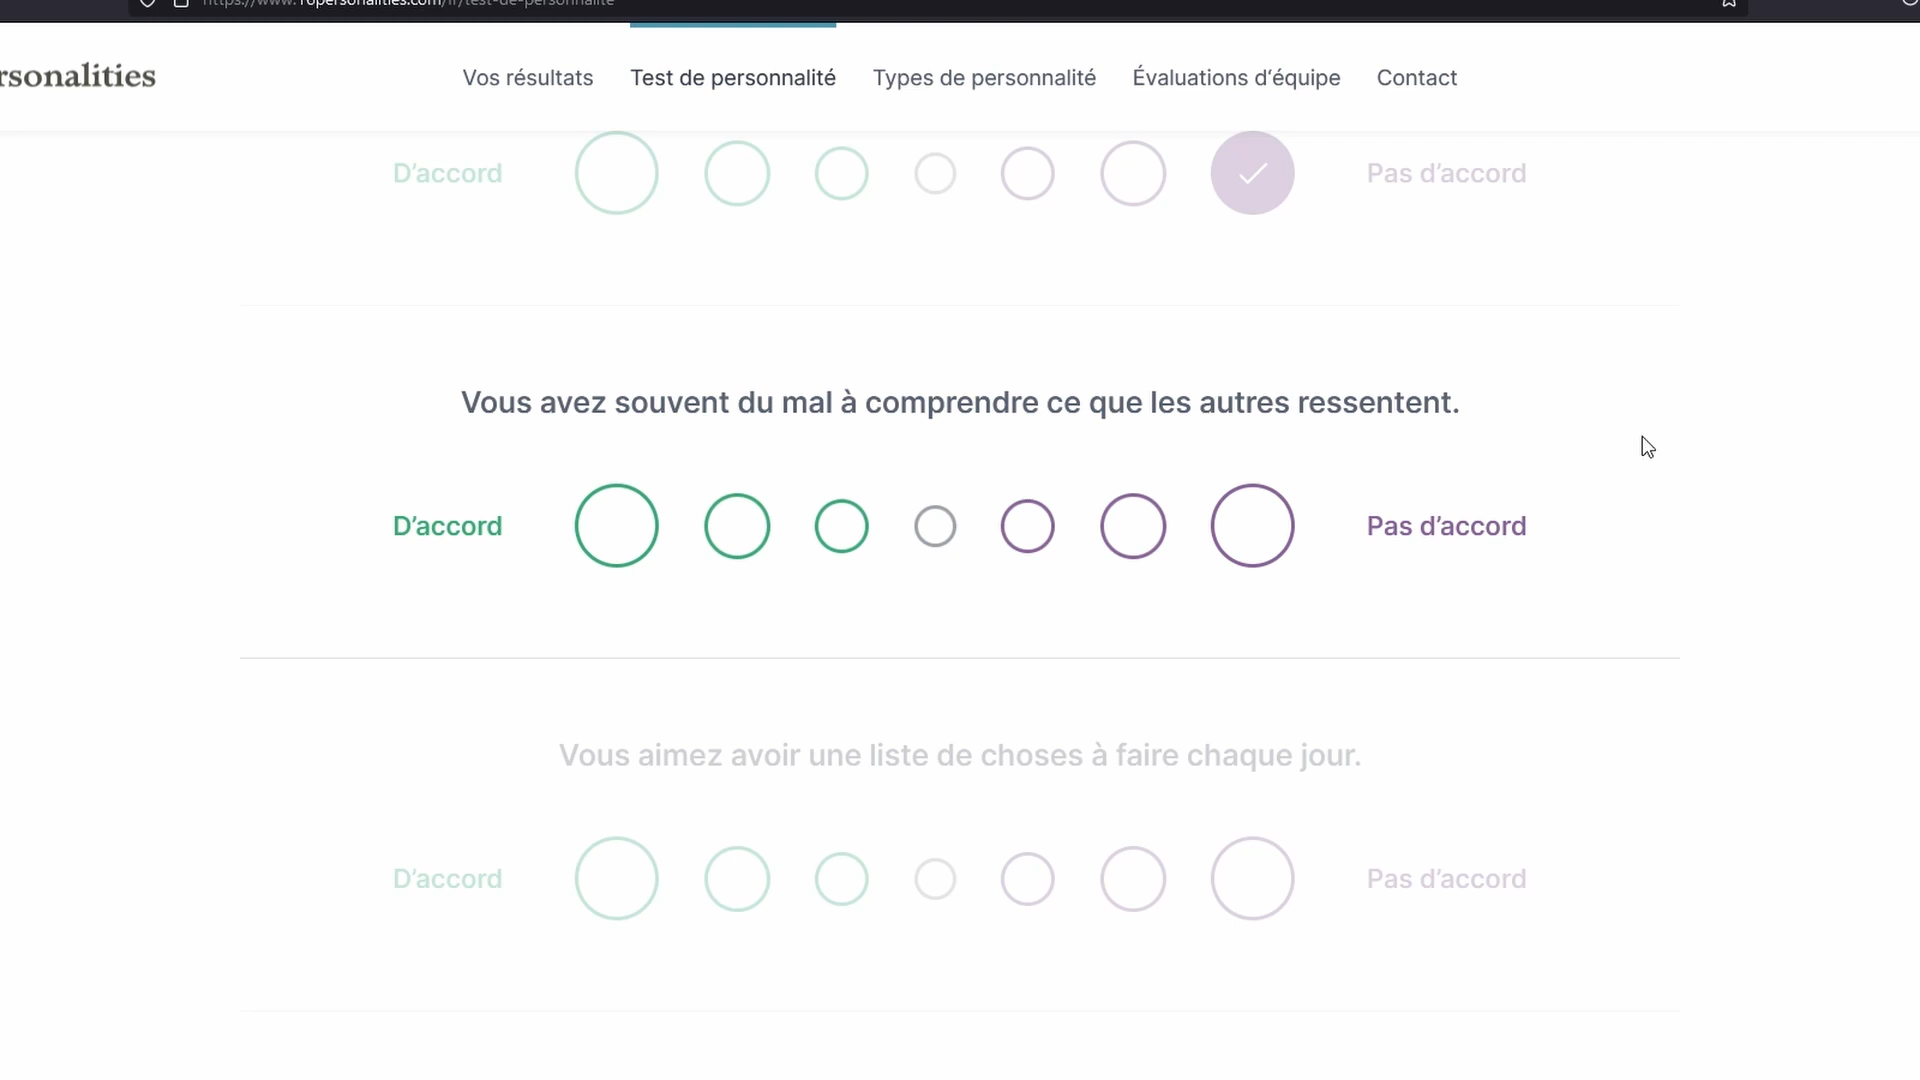 rsonalities
Vos résultats
Test de personnalité
Types de personnalité
Évaluations d‘équipe
Contact
D’accord
Pas d’accord
Vous avez souvent du mal à comprendre ce que les autres ressentent.
D’accord
Pas d’accord
Vous aimez avoir une liste de choses à faire chaque jour.
D’accord
Pas d’accord